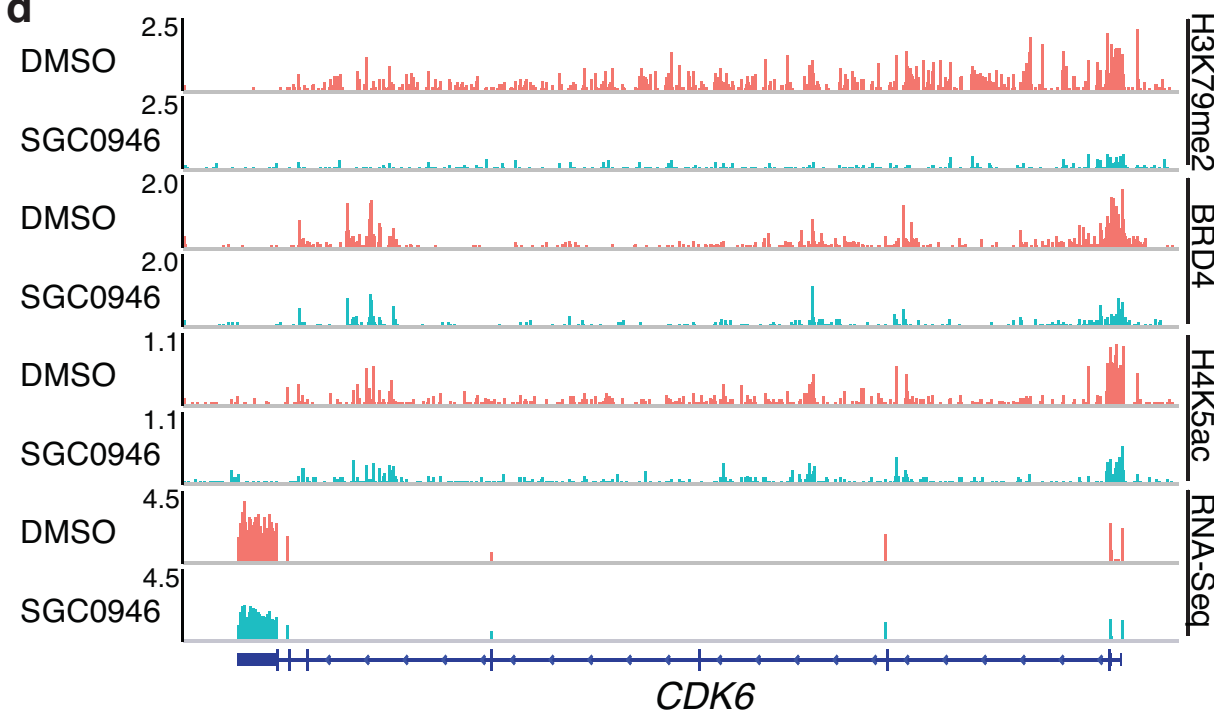 d
2.5
DMSO
2.5
SGC0946
H3K79me2
2.0
DMSO
2.0
SGC0946
BRD4
1.1
DMSO
1.1
SGC0946
H4K5ac
4.5
DMSO
4.5
SGC0946
RNA-Seq
CDK6